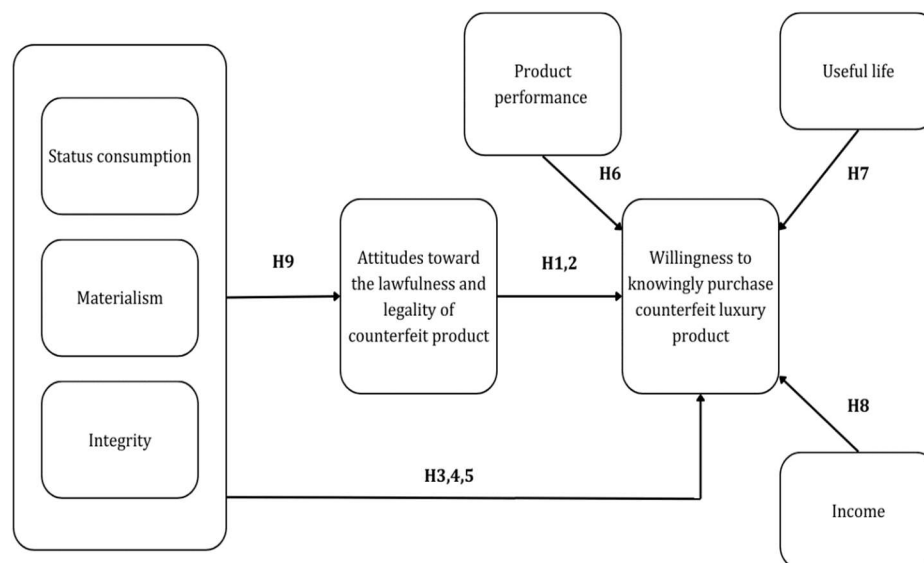 Product
performance
Useful life
Status consumption
H6
H7
Attitudes toward
the lawfulness and
legality of
counterfeit product
Willingness to
knowingly purchase
counterfeit luxury
product
H9
H1,2
Materialism
H8
Integrity
H3,4,5
Income